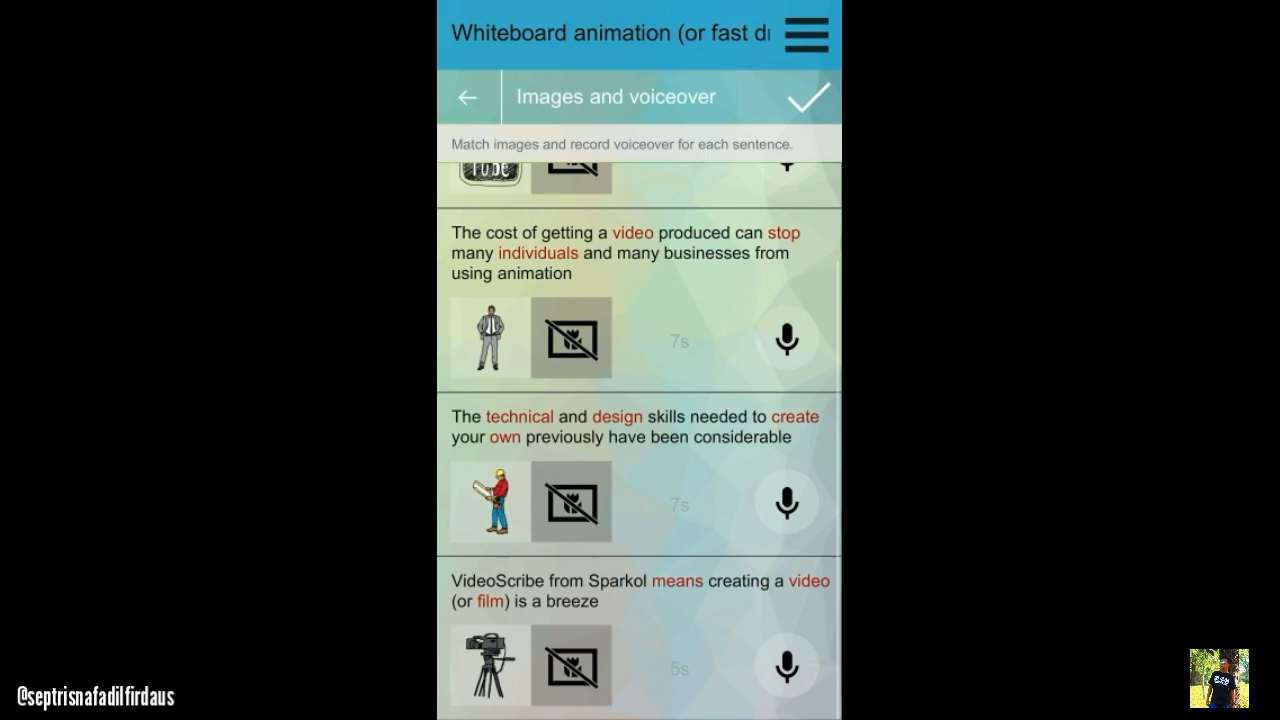 Whiteboard animation (or fast
Images and voiceover
Match images and record voiceover for each sentence.
Tube
The cost of getting a video produced can stop
many individuals and many businesses from
using animation
7s
The technical and design skills needed to create
your own previously have been considerable
7s
VideoScribe from Sparkol means creating a video
(or film) is a breeze
5s
@septrisnafadilfirdaus